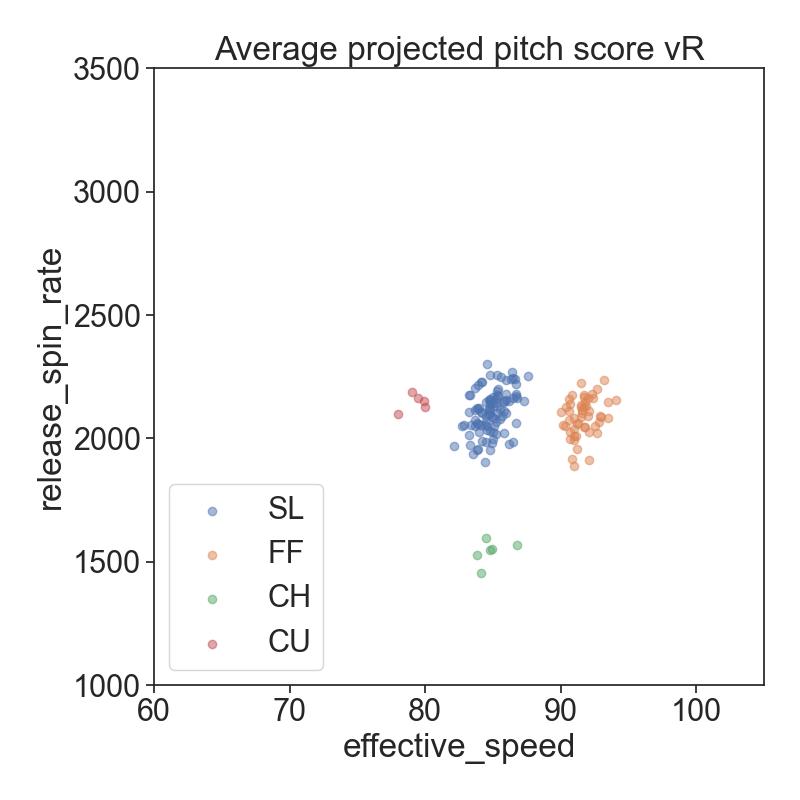 Average projected pitch score vR
3500
3000
2500
2000
1500
1000
release_spin_rate
SL
FF
CH
CU
60
70
80
90
100
effective_speed